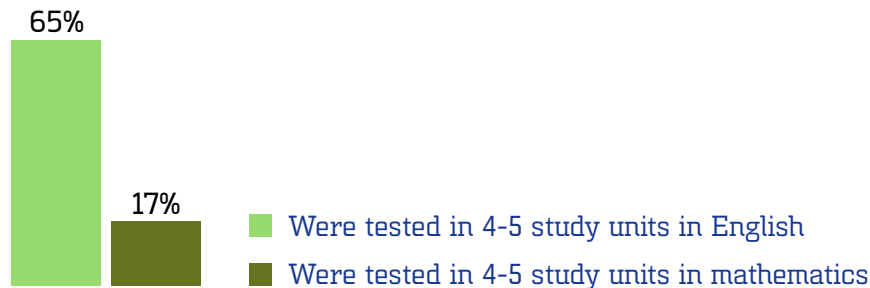 65%
17%
Were tested in 4-5 study units in English
Were tested in 4-5 study units in mathematics